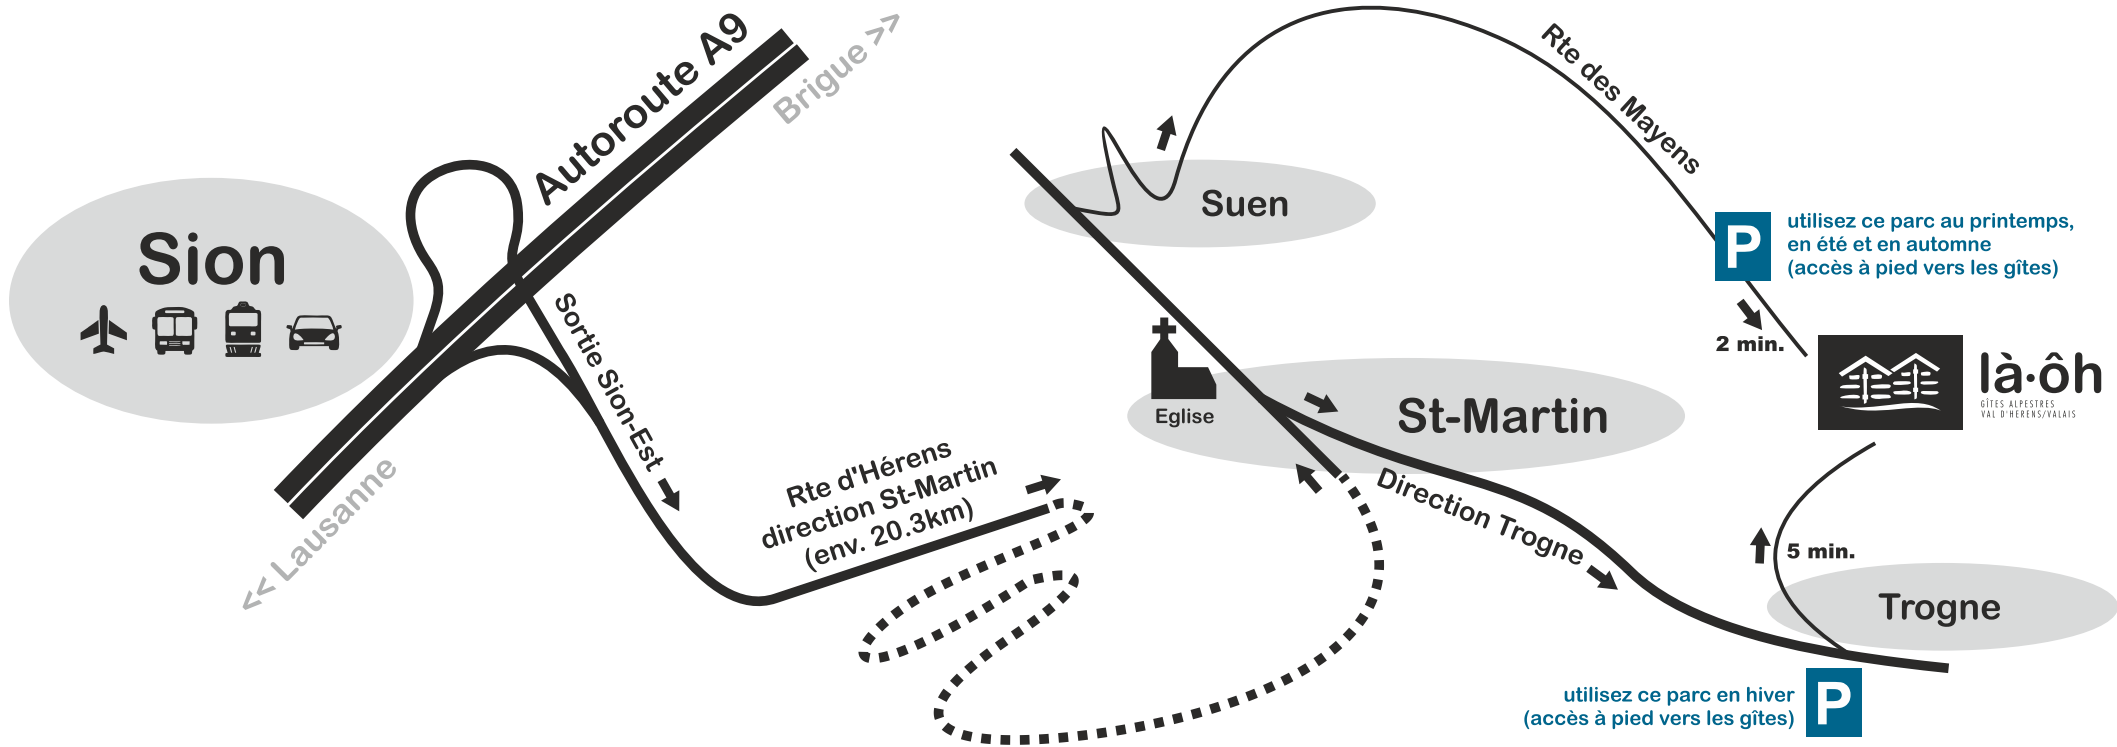 Autoroute A9
Brigue >>
<< Lausanne
Sion
Sortie Sion-Est
Rte d'Hérens
direction St-Martin
(env. 20.3km)
Suen
Rte des Mayens
P
utilisez ce parc au printemps,
en été et en automne
(accès à pied vers les gîtes)
2 min.
là·ôh
GÎTES ALPESTRES
VAL D'HÉRENS/VALAIS
Eglise
St-Martin
Direction Trogne
5 min.
Trogne
utilisez ce parc en hiver
(accès à pied vers les gîtes)
P